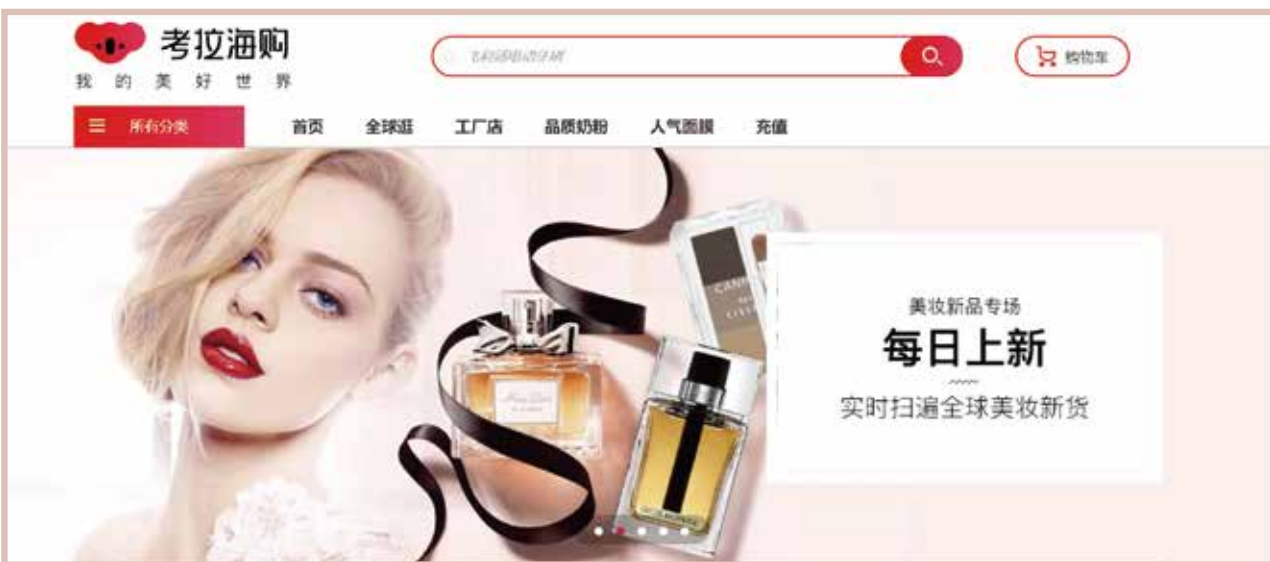 考拉海购
我的美好世界
购物车
所有分类
首页 全球逛 工厂店 品质奶粉 人气面膜 充值
美妆新品专场
每日上新
实时扫遍全球美妆新货